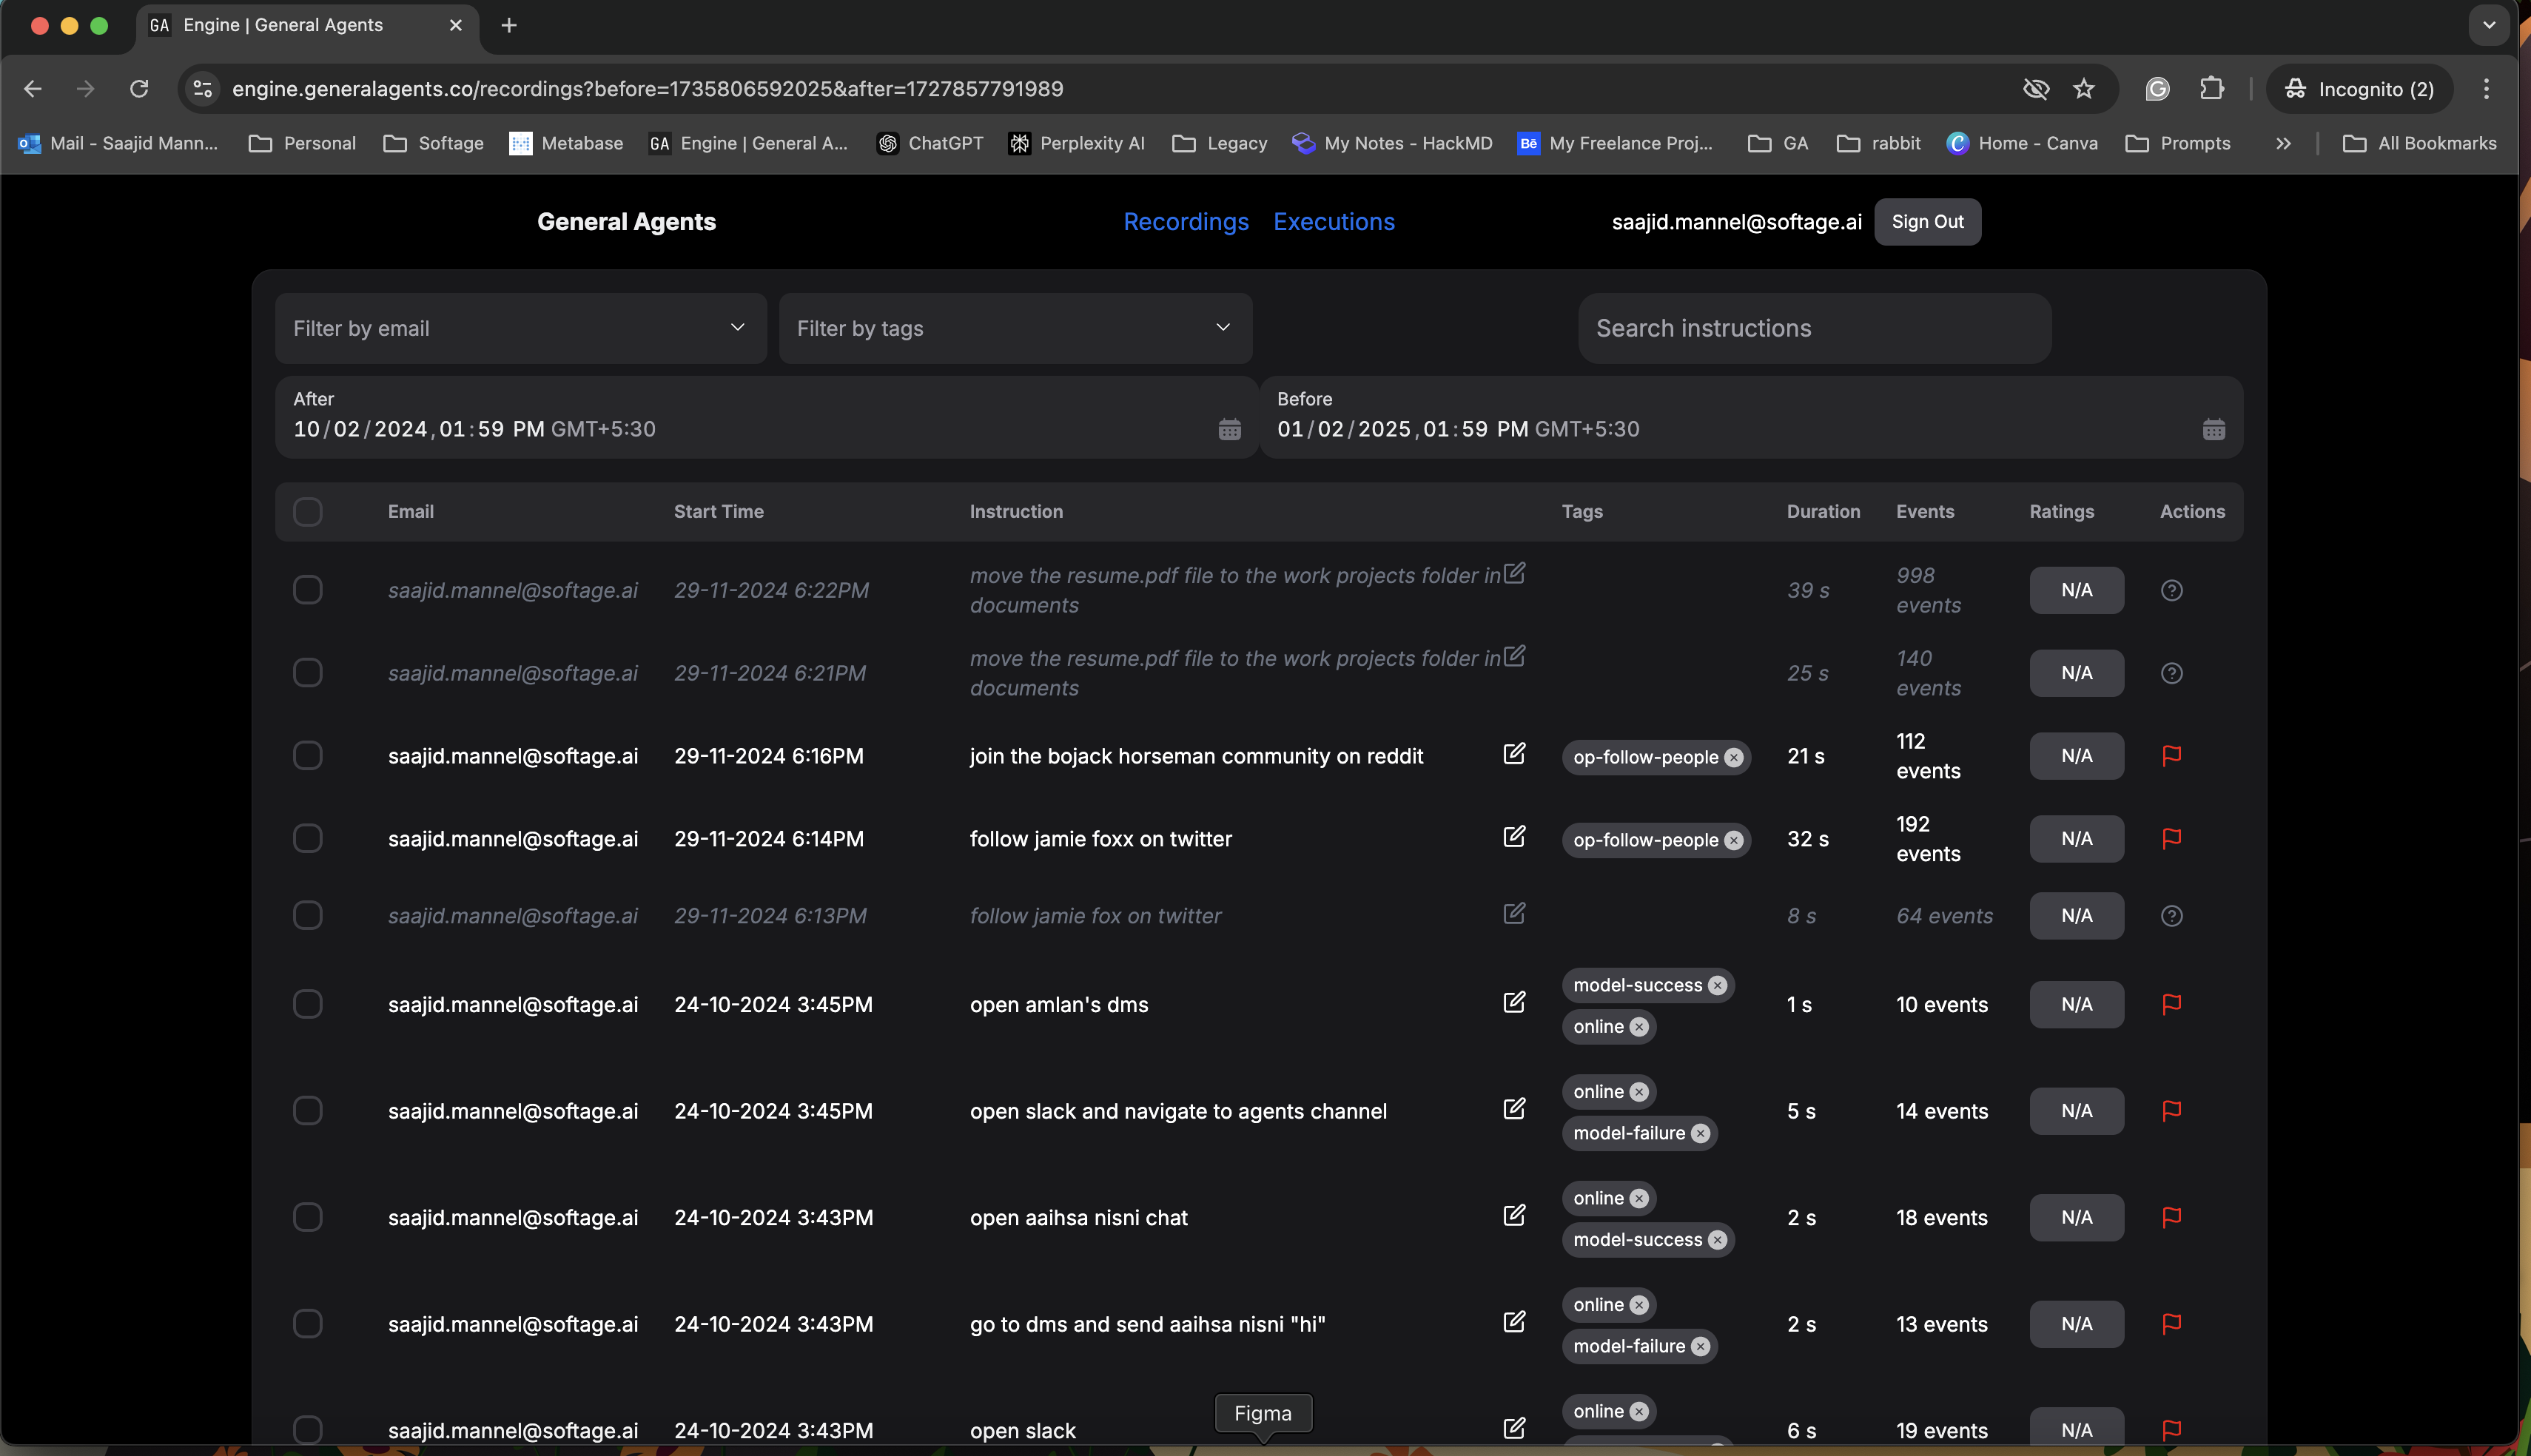 GA Engine | General Agents
engine.generalagents.co/recordings?before=1735806592025&after=1727857791989
Incognito (2)
Mail - Saajid Mann... Personal Softage Metabase GA Engine | General A... ChatGPT Perplexity AI Legacy My Notes - HackMD Bē My Freelance Proj... GA rabbit Home - Canva Prompts All Bookmarks
General Agents Recordings Executions saajid.mannel@softage.ai Sign Out
Filter by email Filter by tags Search instructions
After
10/02/2024, 01:59 PM GMT+5:30
Before
01/02/2025, 01:59 PM GMT+5:30
Email Start Time Instruction Tags Duration Events Ratings Actions
saajid.mannel@softage.ai 29-11-2024 6:22PM move the resume.pdf file to the work projects folder in
documents 39 s 998
events N/A
saajid.mannel@softage.ai 29-11-2024 6:21PM move the resume.pdf file to the work projects folder in
documents 25 s 140
events N/A
saajid.mannel@softage.ai 29-11-2024 6:16PM join the bojack horseman community on reddit op-follow-people 21 s 112
events N/A
saajid.mannel@softage.ai 29-11-2024 6:14PM follow jamie foxx on twitter op-follow-people 32 s 192
events N/A
saajid.mannel@softage.ai 29-11-2024 6:13PM follow jamie fox on twitter 8 s 64 events N/A
saajid.mannel@softage.ai 24-10-2024 3:45PM open amlan's dms model-success
online 1 s 10 events N/A
saajid.mannel@softage.ai 24-10-2024 3:45PM open slack and navigate to agents channel online
model-failure 5 s 14 events N/A
saajid.mannel@softage.ai 24-10-2024 3:43PM open aaihsa nisni chat online
model-success 2 s 18 events N/A
saajid.mannel@softage.ai 24-10-2024 3:43PM go to dms and send aaihsa nisni "hi" online
model-failure 2 s 13 events N/A
saajid.mannel@softage.ai 24-10-2024 3:43PM open slack online 6 s 19 events N/A
Figma